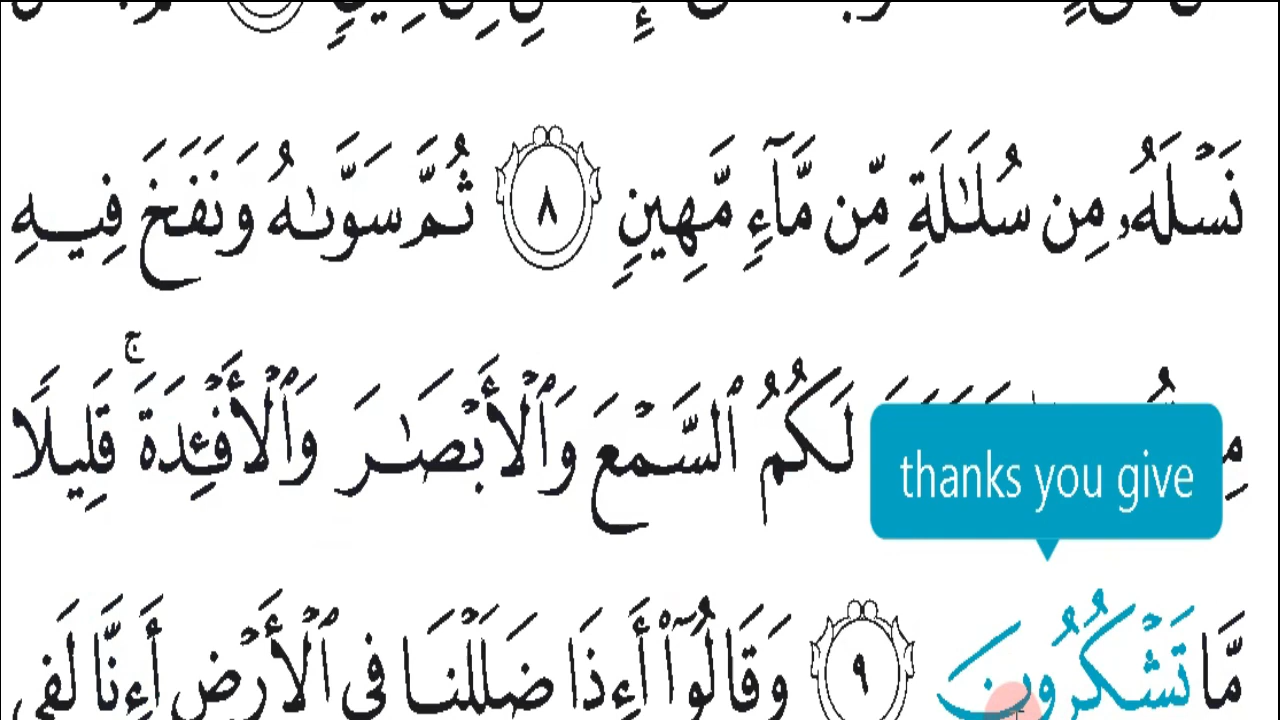 نَسْلَهُۥ مِن سُلَـٰلَةٍ مِّن مَّآءٍ مَّهِينٍ ٨ ثُمَّ سَوَّىٰهُ وَنَفَخَ فِيهِ
لَكُمُ ٱلسَّمْعَ وَٱلْأَبْصَـٰرَ وَٱلْأَفْـِٔدَةَ ۚ قَلِيلًا
thanks you give
مَّا تَشْكُرُونَ ٩ وَقَالُوٓا۟ أَءِذَا ضَلَلْنَا فِى ٱلْأَرْضِ أَءِنَّا لَفِى